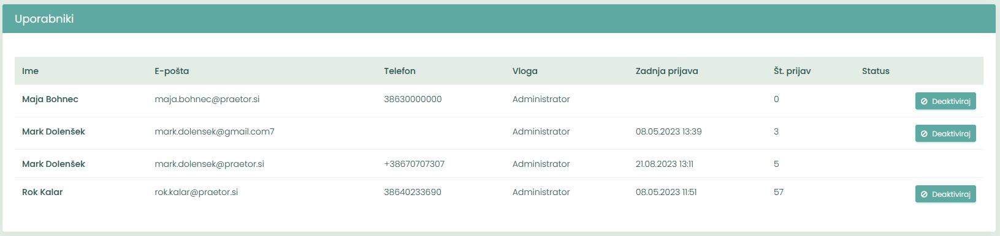 Uporabniki
Ime E-pošta Telefon Vloga Zadnja prijava Št. prijav Status
Maja Bohnec maja.bohnec@praetor.si 38630000000 Administrator 0 Deaktiviraj
Mark Dolenšek mark.dolensek@gmail.com7 Administrator 08.05.2023 13:39 3 Deaktiviraj
Mark Dolenšek mark.dolensek@praetor.si +38670707307 Administrator 21.08.2023 13:11 5
Rok Kalar rok.kalar@praetor.si 38640233690 Administrator 08.05.2023 11:51 57 Deaktiviraj